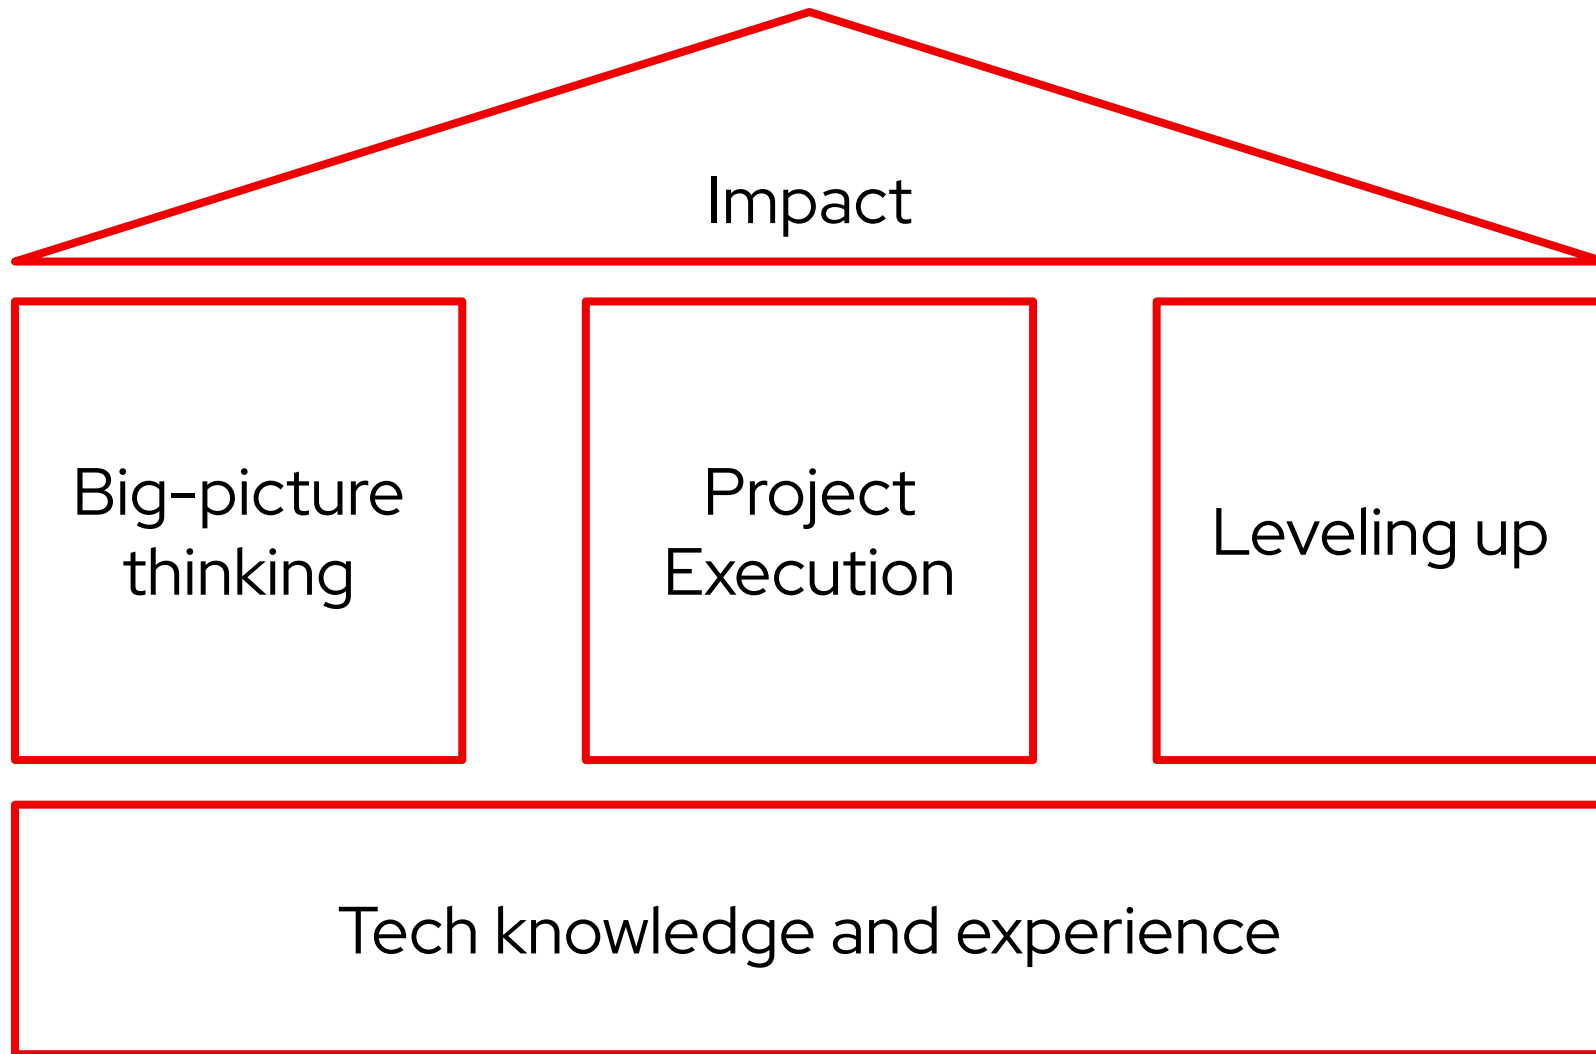 Impact
Big-picture
thinking
Project
Execution
Leveling up
Tech knowledge and experience